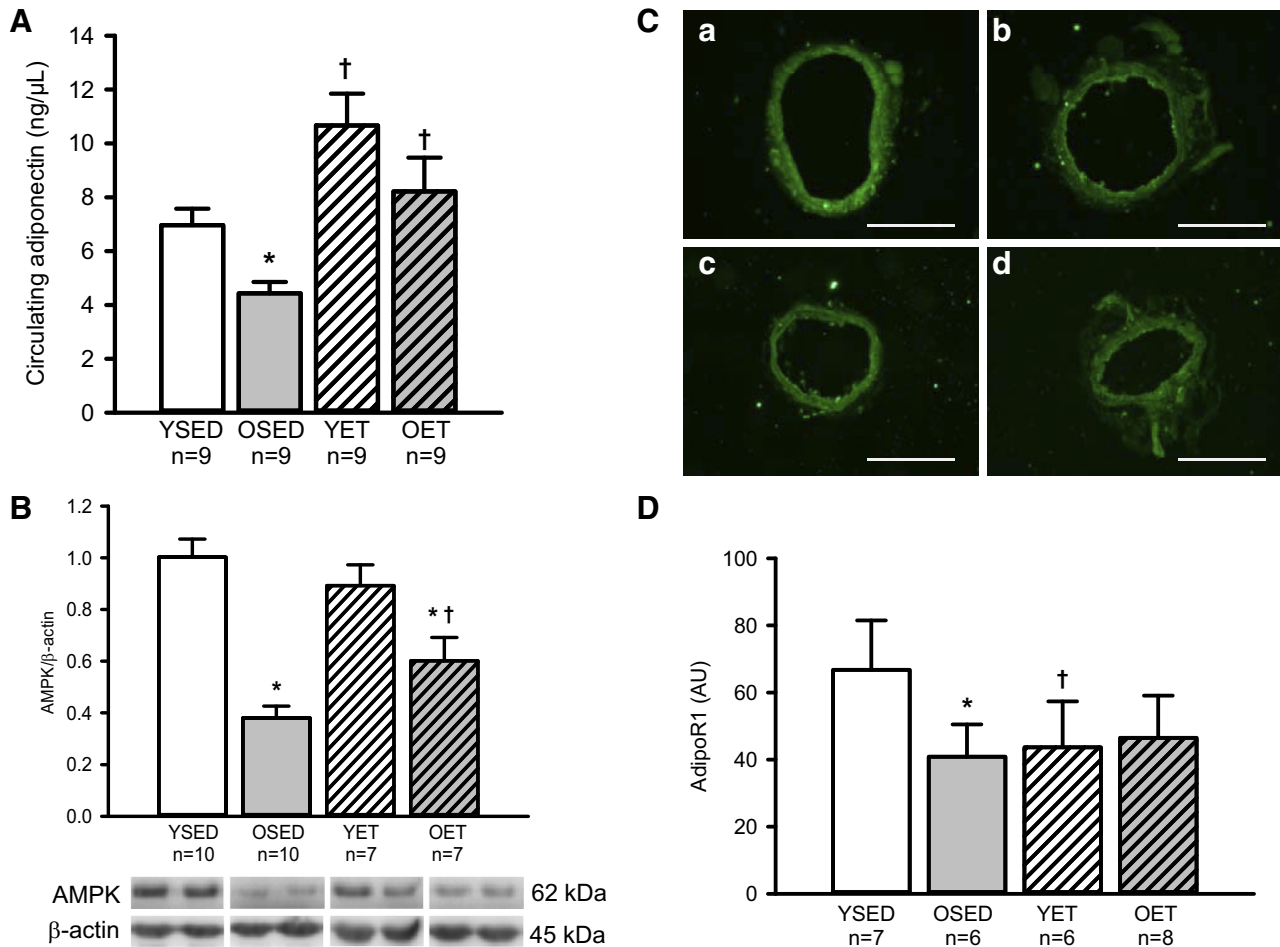 A
Circulating adiponectin (ng/µL)
14
12
10
8
6
4
2
0
†
†
*
YSED OSED YET OET
n=9 n=9 n=9 n=9
C
a
b
c
d
B
AMPK/β-actin
1.2
1.0
0.8
0.6
0.4
0.2
0.0
*
* †
YSED OSED YET OET
n=10 n=10 n=7 n=7
AMPK 62 kDa
β-actin 45 kDa
D
AdipoR1 (AU)
100
80
60
40
20
0
*
†
YSED OSED YET OET
n=7 n=6 n=6 n=8